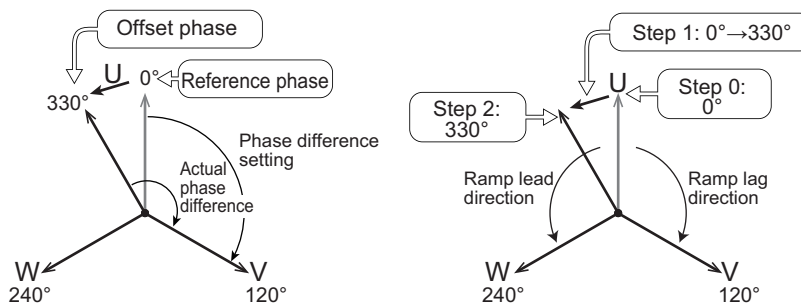 Offset phase
U
0°
Reference phase
330°
Phase difference
setting
Actual
phase
difference
W
240°
V
120°
Step 1: 0°→330°
U
Step 0:
0°
Step 2:
330°
Ramp lead
direction
Ramp lag
direction
W
240°
V
120°